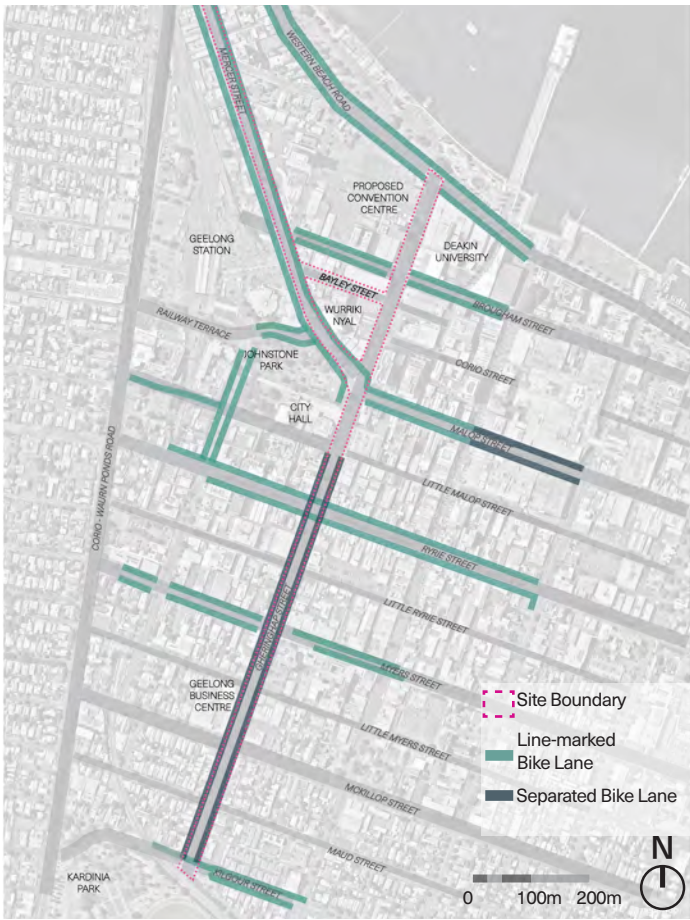 MERCER STREET
WESTERN BEACH ROAD
PROPOSED
CONVENTION
CENTRE
GEELONG
STATION
DEAKIN
UNIVERSITY
BAYLEY STEET
BROUGHAM STREET
WURRIKI
NYAL
RAILWAY TERRACE
JOHNSTONE
PARK
CORIO STREET
CITY
HALL
MALOP STREET
CORIO - WAURN PONDS ROAD
LITTLE MALOP STREET
RYRIE STREET
LITTLE RYRIE STREET
GHERINGHAP STREET
MYERS STREET
GEELONG
BUSINESS
CENTRE
LITTLE MYERS STREET
MCKILLOP STREET
MAUD STREET
KARDINIA
PARK
KILGOUR STREET
Site Boundary
Line-marked
Bike Lane
Separated Bike Lane
N
0 100m 200m